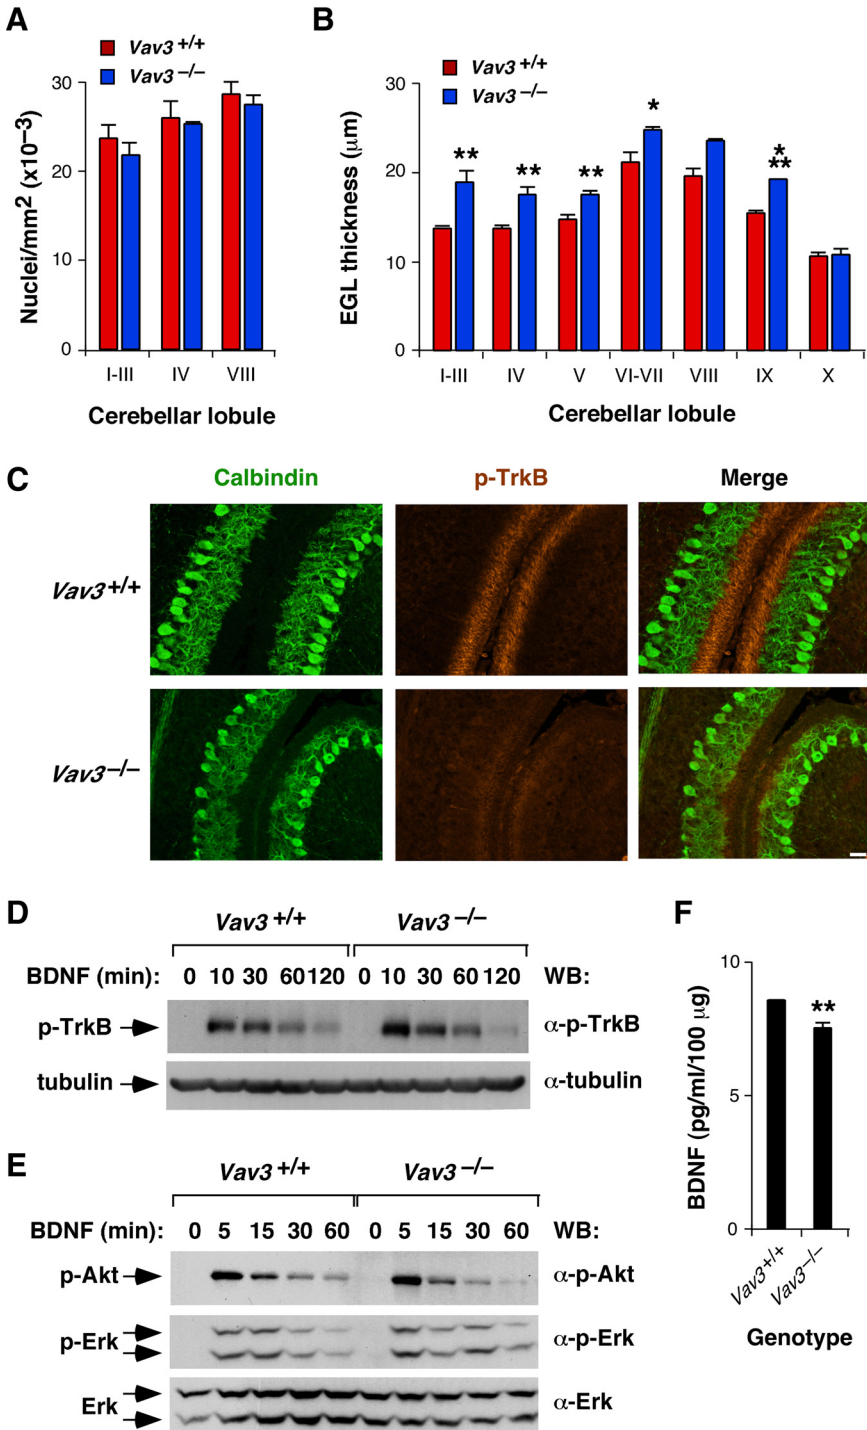 A
Vav3 +/+
Vav3 –/–
30
20
10
0
Nuclei/mm2 (x10–3)
I-III IV VIII
Cerebellar lobule
B
Vav3 +/+
Vav3 –/–
30
20
10
0
EGL thickness (μm)
** ** ** * * **
I-III IV V VI-VII VIII IX X
Cerebellar lobule
C
Calbindin p-TrkB Merge
Vav3 +/+
Vav3 –/–
D
Vav3 +/+ Vav3 –/–
BDNF (min): 0 10 30 60 120 0 10 30 60 120 WB:
p-TrkB α-p-TrkB
tubulin α-tubulin
E
Vav3 +/+ Vav3 –/–
BDNF (min): 0 5 15 30 60 0 5 15 30 60 WB:
p-Akt α-p-Akt
p-Erk α-p-Erk
Erk α-Erk
F
10
5
0
BDNF (pg/ml/100 μg)
**
Vav3+/+ Vav3–/–
Genotype